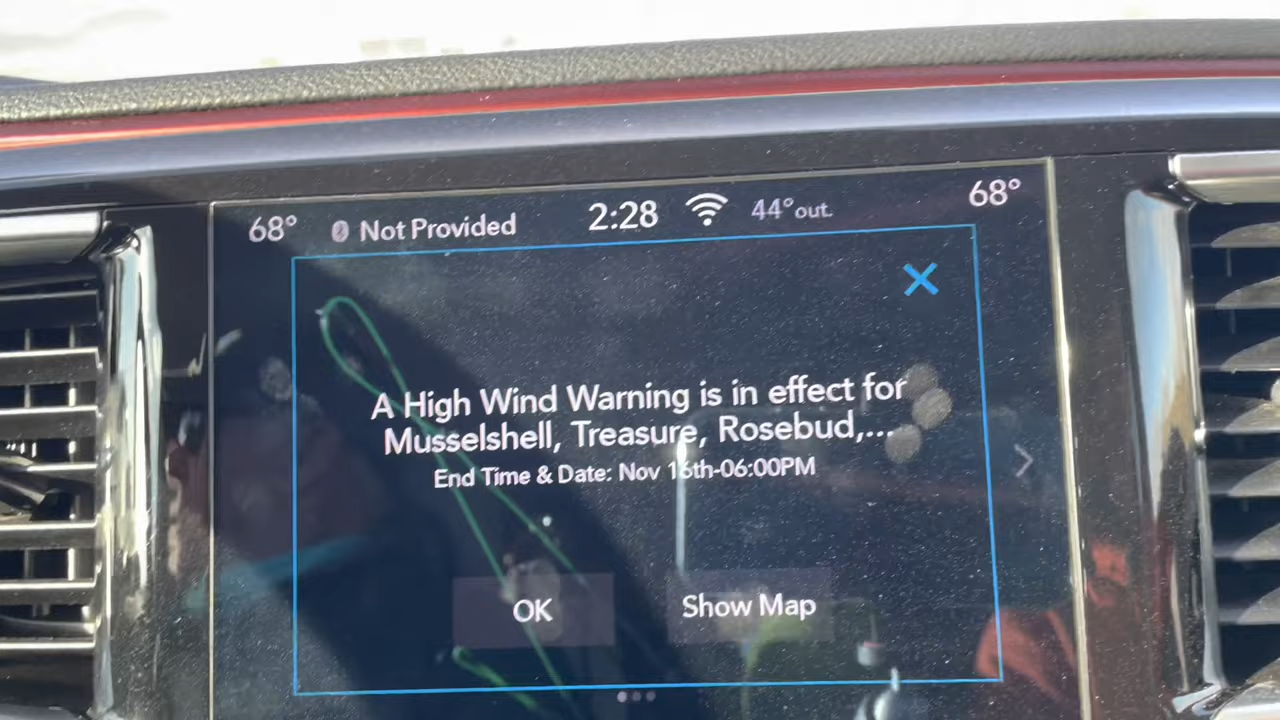 68° Not Provided 2:28 44° out. 68°
A High Wind Warning is in effect for
Musselshell, Treasure, Rosebud,...
End Time & Date: Nov 16th-06:00PM
OK Show Map